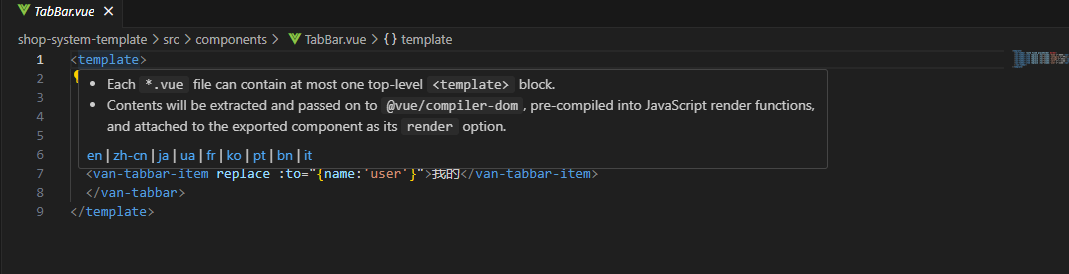 TabBar.vue ×
shop-system-template > src > components > TabBar.vue > {} template
1 <template>
2
3
4
5
6
• Each *.vue file can contain at most one top-level <template> block.
• Contents will be extracted and passed on to @vue/compiler-dom, pre-compiled into JavaScript render functions,
and attached to the exported component as its render option.
en | zh-cn | ja | ua | fr | ko | pt | bn | it
7 <van-tabbar-item replace :to="{name:'user'}">我的</van-tabbar-item>
8 </van-tabbar>
9 </template>